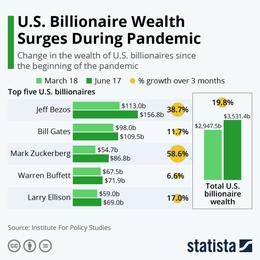 U.S. Billionaire Wealth
Surges During Pandemic
Change in the wealth of U.S. billionaires since
the beginning of the pandemic
March 18 June 17 % growth over 3 months
Top five U.S. billionaires
Jeff Bezos $113.0b $156.8b 38.7%
Bill Gates $98.0b $109.5b 11.7%
Mark Zuckerberg $54.7b $86.8b 58.6%
Warren Buffett $67.5b $71.9b 6.6%
Larry Ellison $59.0b $69.0b 17.0%
19.8%
$3,531.4b
$2,947.5b
Total U.S.
billionaire
wealth
Source: Institute For Policy Studies
statista